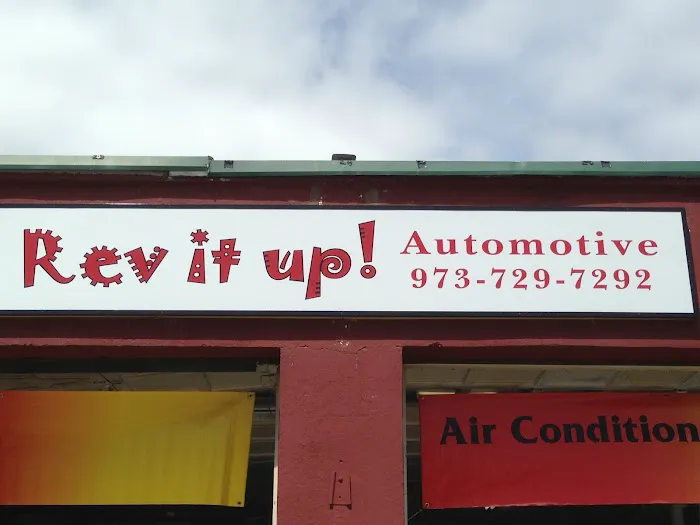 Rev it up!
Automotive
973-729-7292
Air Condition